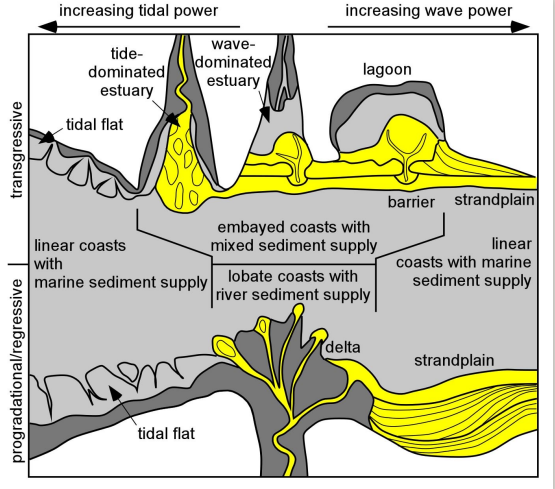 increasing tidal power
increasing wave power
tide-
dominated
estuary
wave-
dominated
estuary
lagoon
tidal flat
transgressive
barrier
strandplain
embayed coasts with
mixed sediment supply
linear coasts
with
marine sediment supply
linear
coasts with marine
sediment supply
lobate coasts with
river sediment supply
progradational/regressive
delta
strandplain
tidal flat